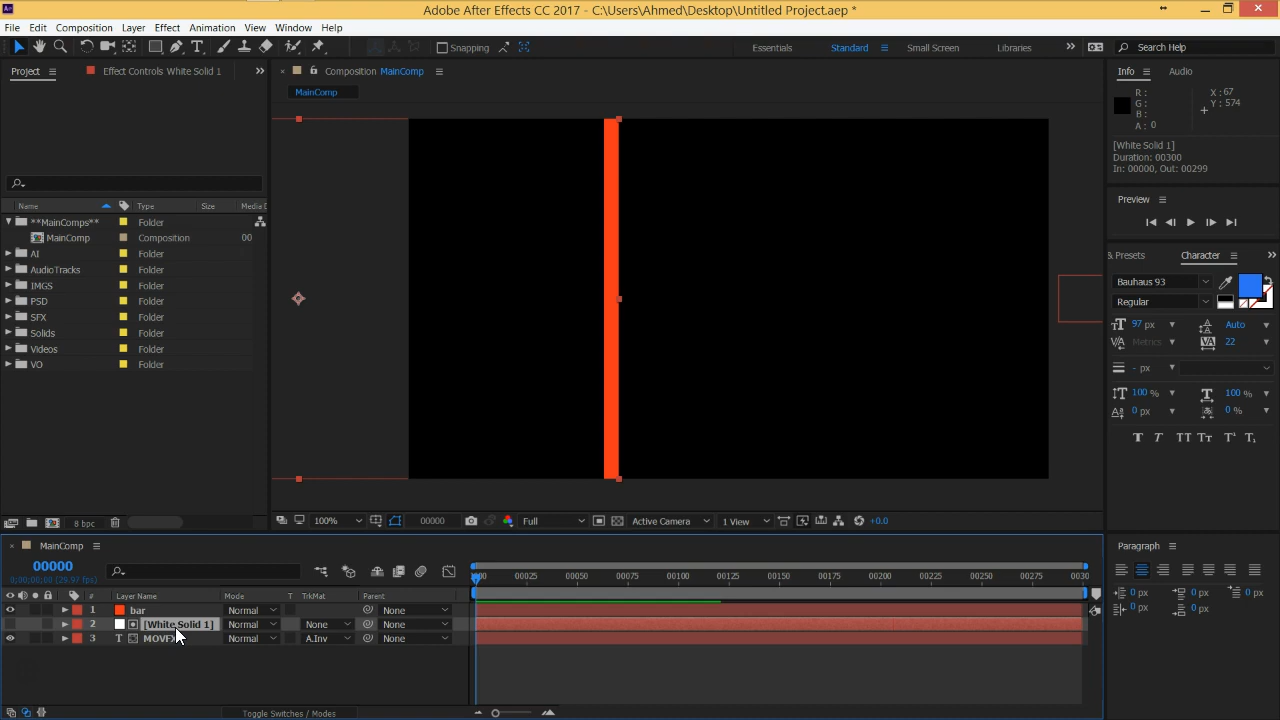 Adobe After Effects CC 2017 - C:\Users\Ahmed\Desktop\Untitled Project.aep *
File Edit Composition Layer Effect Animation View Window Help
Snapping
Essentials Standard Small Screen Libraries
Search Help
Project
Effect Controls White Solid 1
Composition MainComp
MainComp
Info Audio
R :
G :
B :
A : 0
X : 67
Y : 574
[White Solid 1]
Duration: 00300
In: 00000, Out: 00299
Preview
Name Type Size Media D
**MainComps** Folder
MainComp Composition 00
AI Folder
AudioTracks Folder
IMGS Folder
PSD Folder
SFX Folder
Solids Folder
Videos Folder
VO Folder
& Presets Character
Bauhaus 93
Regular
97 px Auto
Metrics 22
- px
100 % 100 %
0 px 0 %
8 bpc
100% 00000 Full Active Camera 1 View +0.0
MainComp
00000
0;00;00;00 (29.97 fps)
# Layer Name Mode T TrkMat Parent
00025 00050 00075 00100 00125 00150 00175 00200 00225 00250 00275 0030
1 bar Normal None
2 [White Solid 1] Normal None None
3 MOVFX Normal A.Inv None
Toggle Switches / Modes
Paragraph
0 px 0 px 0 px
0 px 0 px